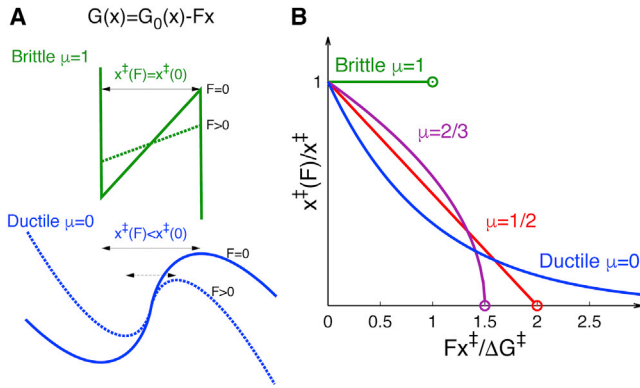 A
G(x)=G₀(x)-Fx
Brittle μ=1
x‡(F)=x‡(0)
F=0
F>0
Ductile μ=0
x‡(F)<x‡(0)
F=0
F>0
B
x‡(F)/x‡
1
Brittle μ=1
μ=2/3
μ=1/2
Ductile μ=0
0 0.5 1 1.5 2 2.5
Fx‡/ΔG‡